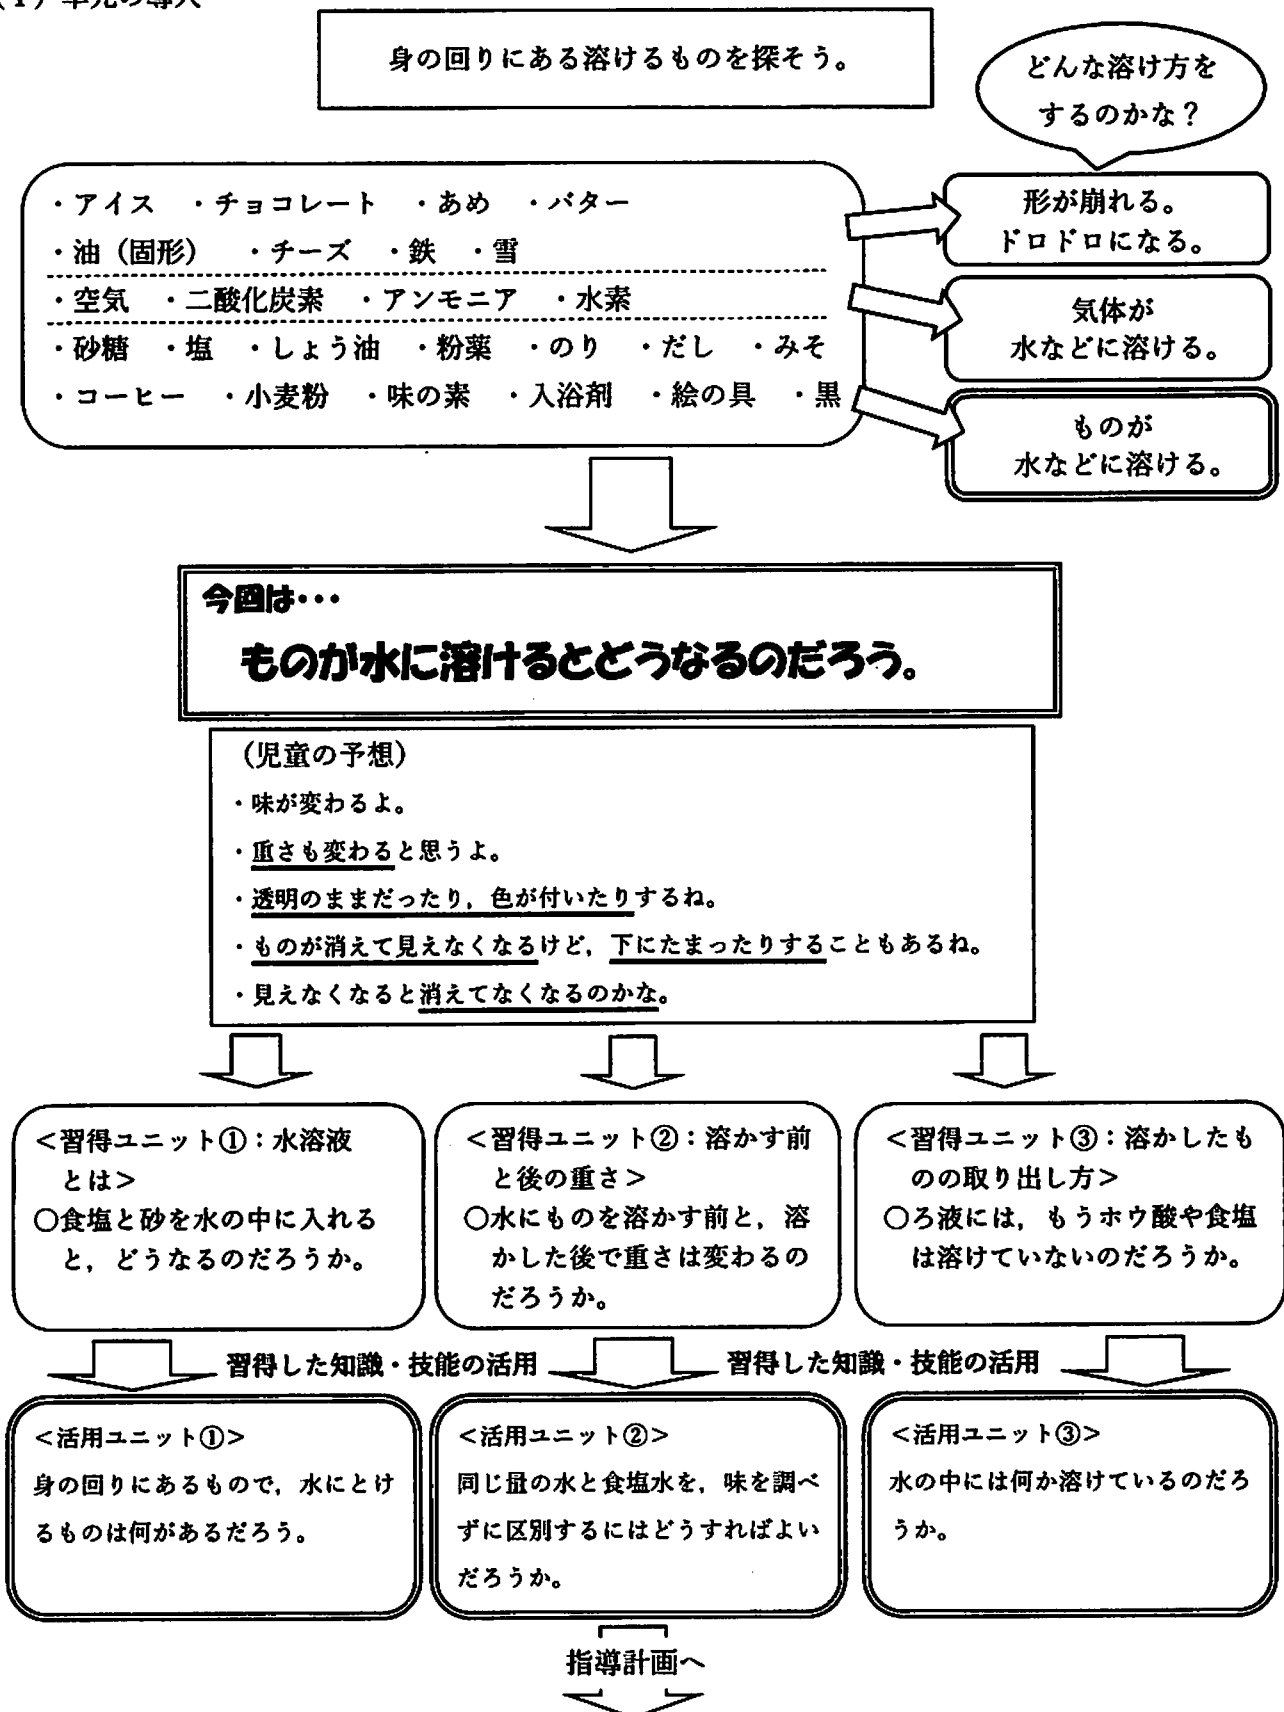 (1)単元の導入
身の回りにある溶けるものを探そう。
どんな溶け方を
するのかな？
・アイス ・チョコレート ・あめ ・バター
・油（固形） ・チーズ ・鉄 ・雪
・空気 ・二酸化炭素 ・アンモニア ・水素
・砂糖 ・塩 ・しょう油 ・粉薬 ・のり ・だし ・みそ
・コーヒー ・小麦粉 ・味の素 ・入浴剤 ・絵の具 ・黒
形が崩れる。
ドロドロになる。
気体が
水などに溶ける。
ものが
水などに溶ける。
今回は・・・
ものが水に溶けるとどうなるのだろう。
（児童の予想）
・味が変わるよ。
・重さも変わると思うよ。
・透明のままだったり，色が付いたりするね。
・ものが消えて見えなくなるけど，下にたまったりすることもあるね。
・見えなくなると消えてなくなるのかな。
＜習得ユニット①：水溶液
とは＞
○食塩と砂を水の中に入れる
と，どうなるのだろうか。
＜習得ユニット②：溶かす前
と後の重さ＞
○水にものを溶かす前と，溶
かした後で重さは変わるの
だろうか。
＜習得ユニット③：溶かしたも
のの取り出し方＞
○ろ液には，もうホウ酸や食塩
は溶けていないのだろうか。
習得した知識・技能の活用
習得した知識・技能の活用
＜活用ユニット①＞
身の回りにあるもので，水にとけ
るものは何があるだろう。
＜活用ユニット②＞
同じ量の水と食塩水を，味を調べ
ずに区別するにはどうすればよい
だろうか。
＜活用ユニット③＞
水の中には何か溶けているのだろ
うか。
指導計画へ